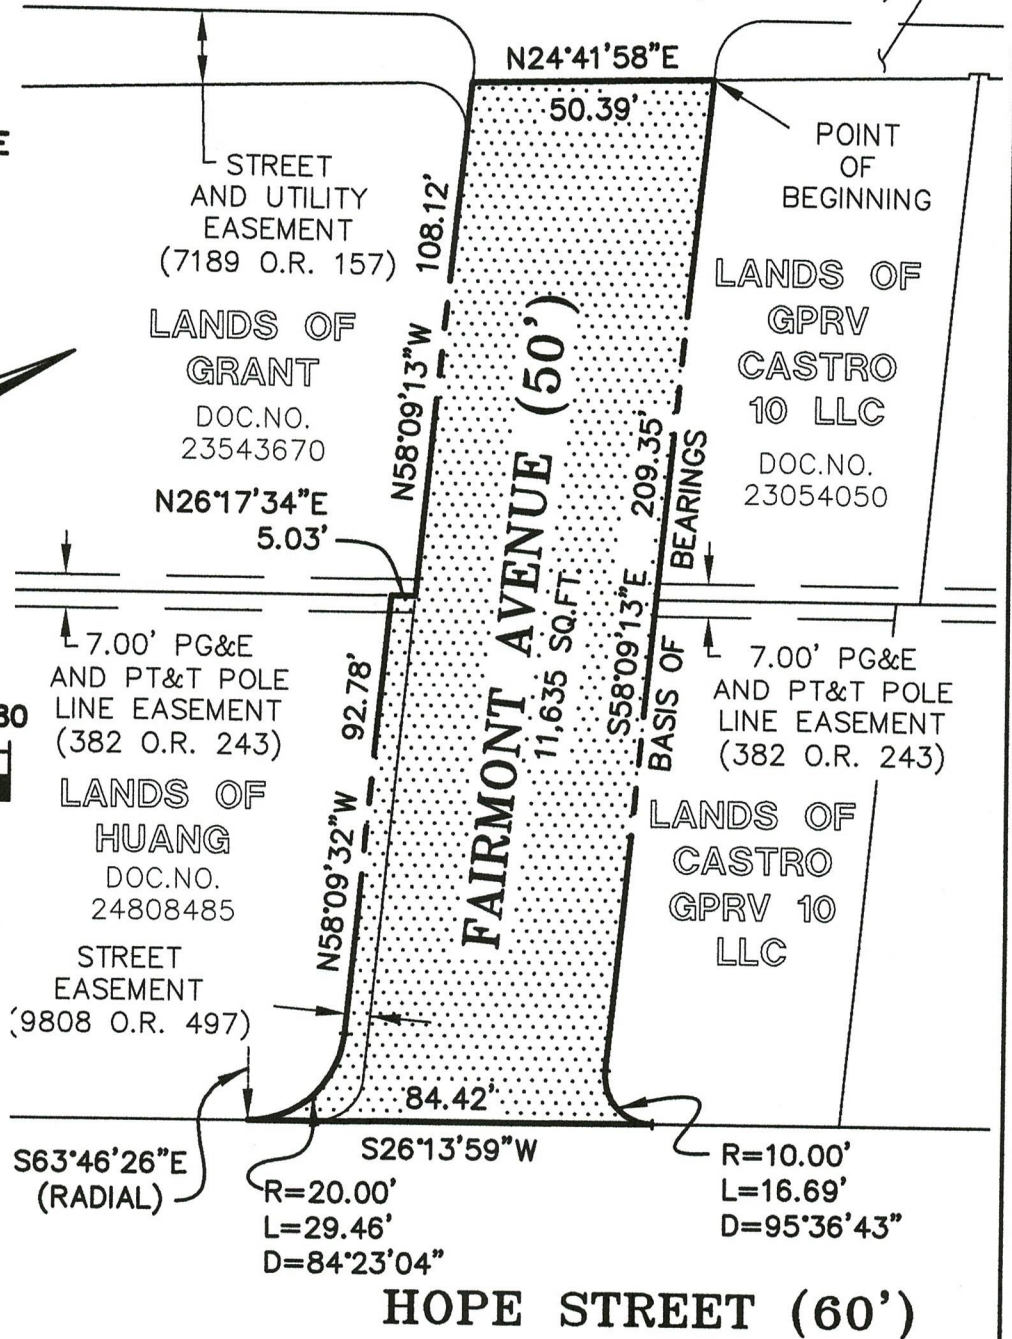 N24°41'58"E
50.39'
E
STREET
AND UTILITY
EASEMENT
(7189 O.R. 157)
108.12'
POINT
OF
BEGINNING
LANDS OF
GRANT
DOC.NO.
23543670
N58°09'13"W
LANDS OF
GPRV
CASTRO
10 LLC
DOC.NO.
23054050
N26°17'34"E
5.03'
FAIRMONT AVENUE (50')
11,635 SQ.FT.
209.35'
S58°09'13"E
BASIS OF BEARINGS
7.00' PG&E
AND PT&T POLE
LINE EASEMENT
(382 O.R. 243)
80
92.78'
7.00' PG&E
AND PT&T POLE
LINE EASEMENT
(382 O.R. 243)
LANDS OF
HUANG
DOC.NO.
24808485
N58°09'32"W
LANDS OF
CASTRO
GPRV 10
LLC
STREET
EASEMENT
(9808 O.R. 497)
84.42'
S26°13'59"W
S63°46'26"E
(RADIAL)
R=20.00'
L=29.46'
D=84°23'04"
R=10.00'
L=16.69'
D=95°36'43"
HOPE STREET (60')